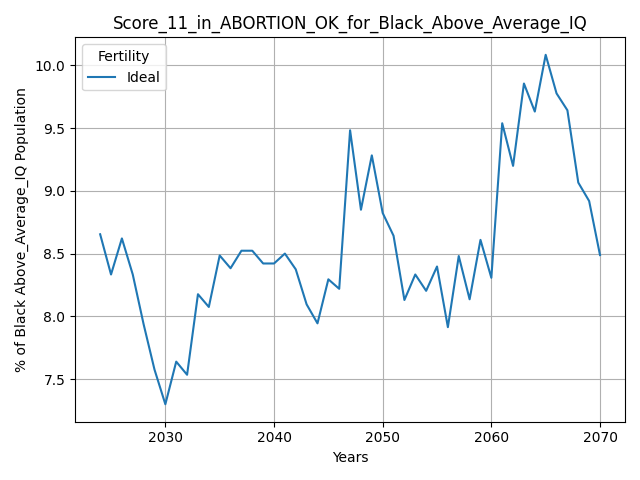 Score_11_in_ABORTION_OK_for_Black_Above_Average_IQ
Fertility
Ideal
% of Black Above_Average_IQ Population
10.0
9.5
9.0
8.5
8.0
7.5
2030 2040 2050 2060 2070
Years